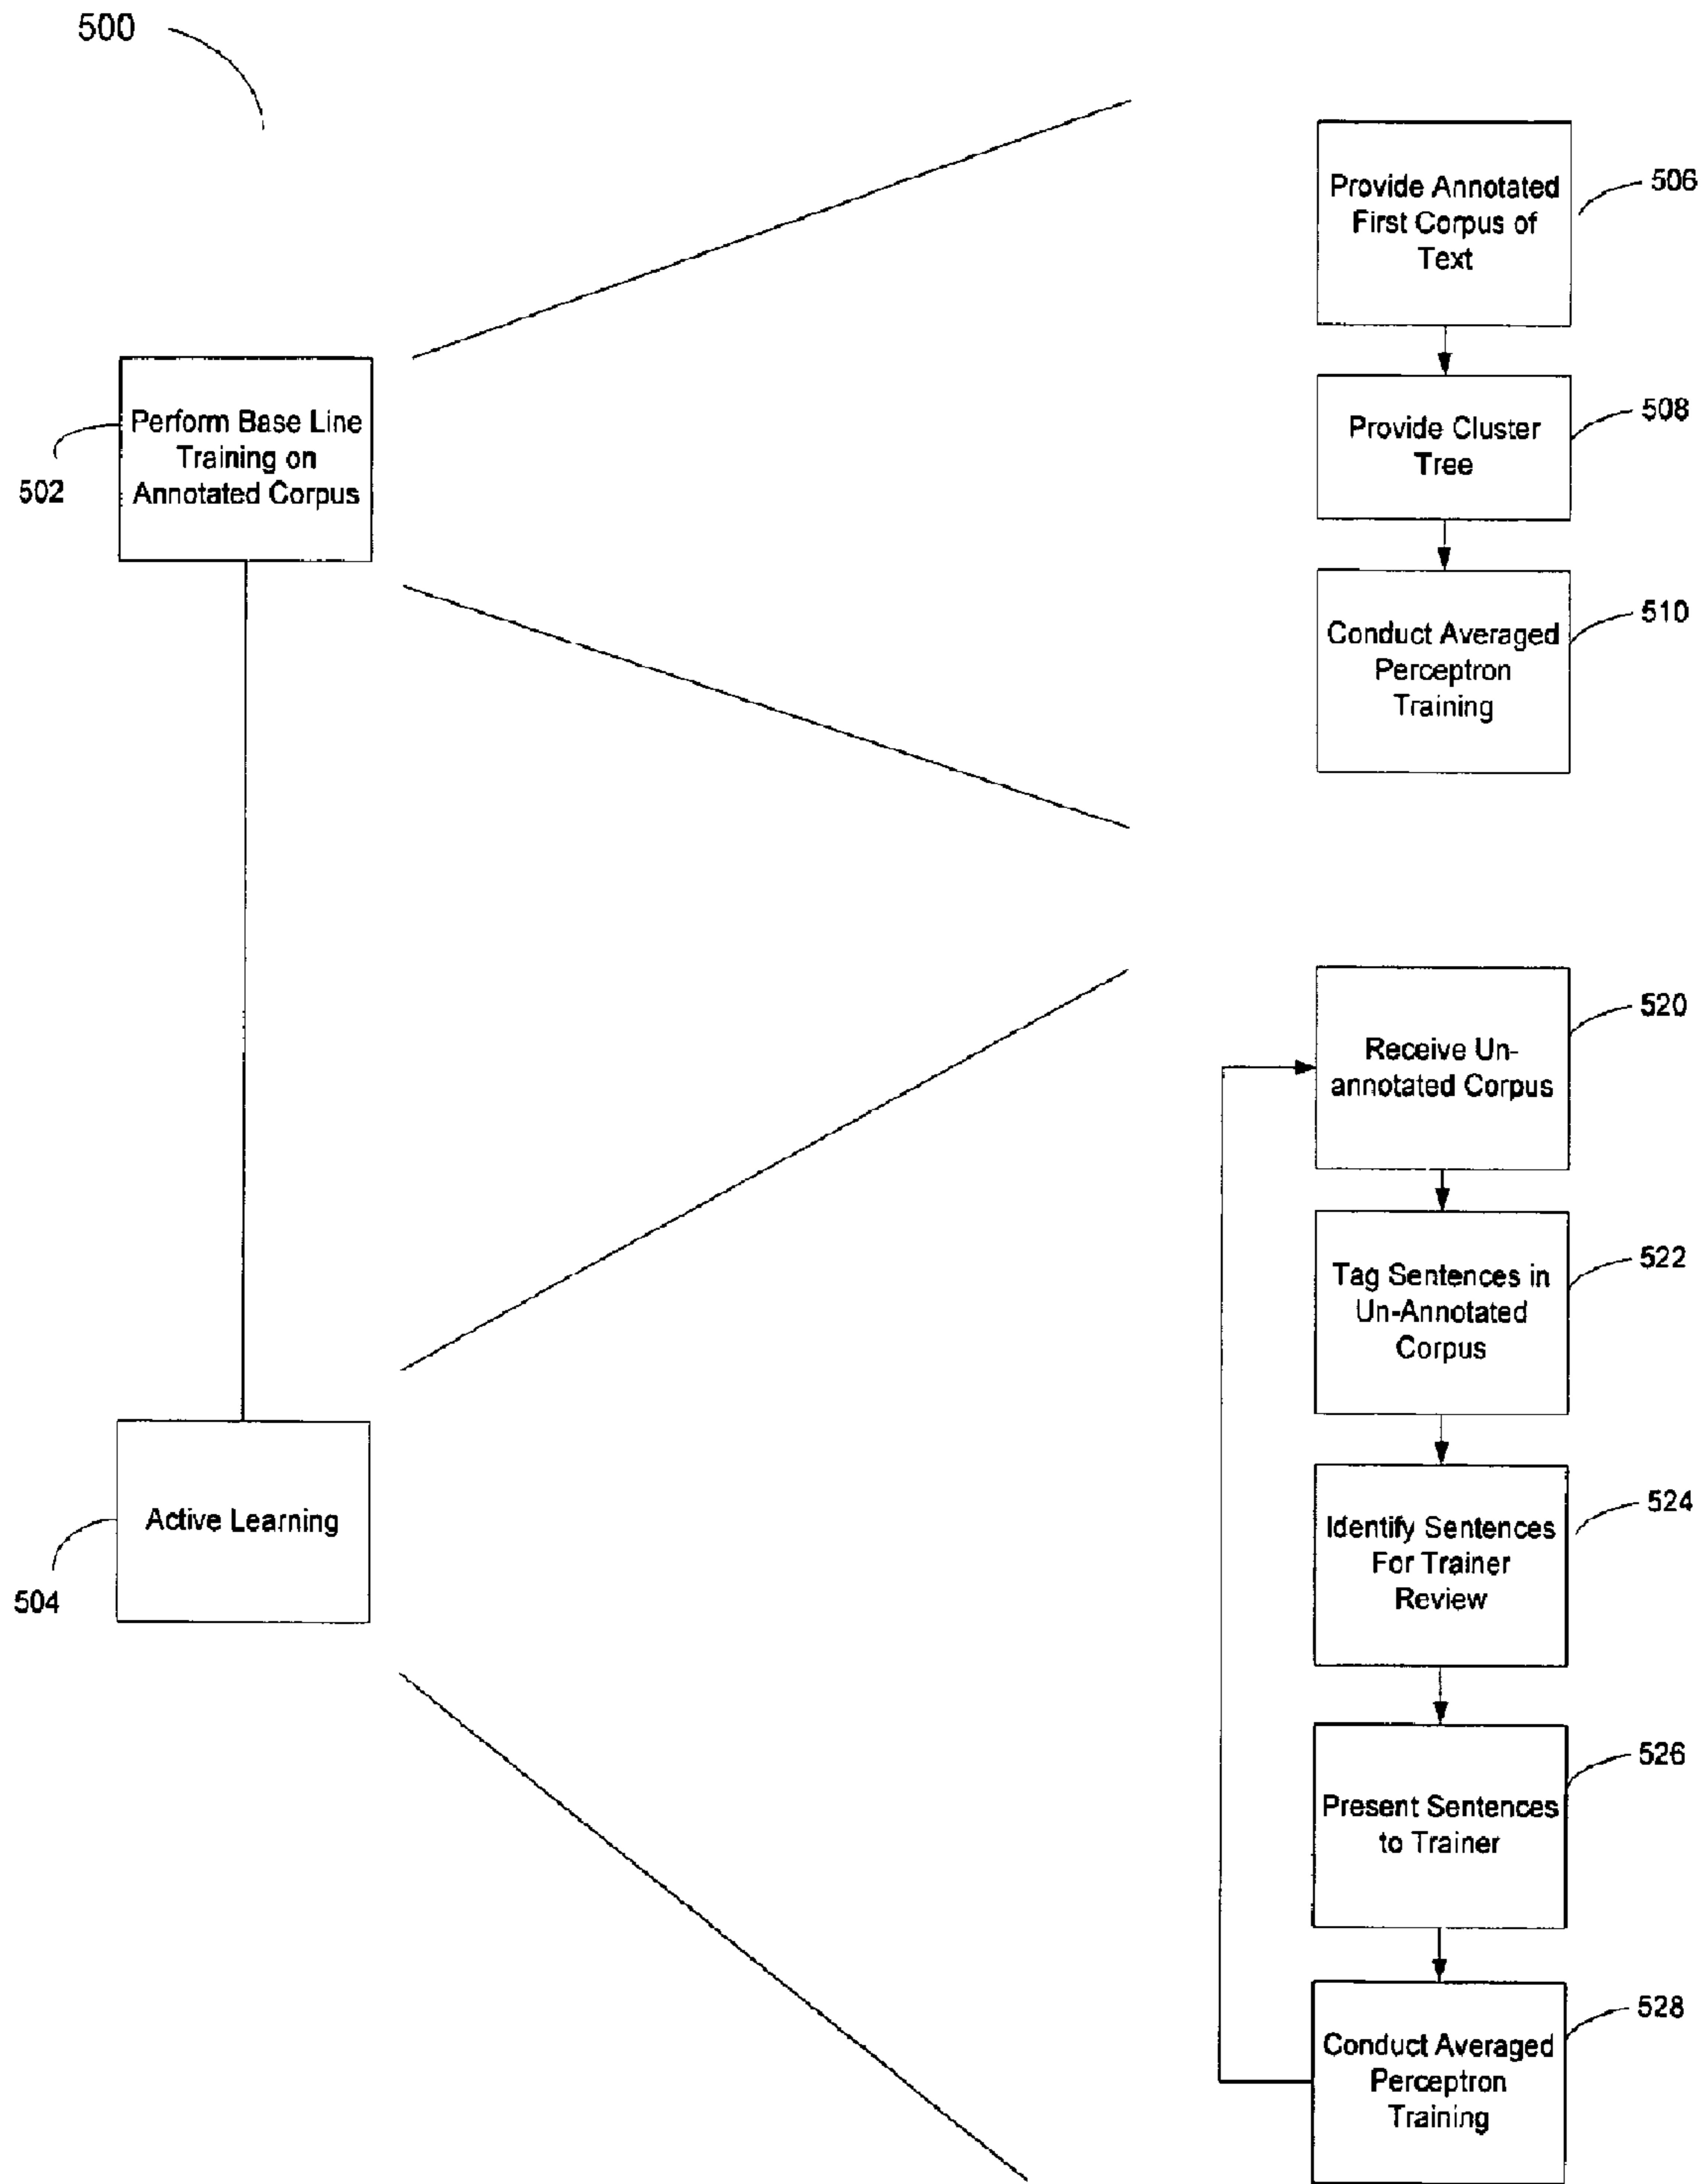 500
Provide Annotated
First Corpus of
Text
506
Provide Cluster
Tree
508
Perform Base Line
Training on
Annotated Corpus
502
Conduct Averaged
Perceptron
Training
510
Receive Un-
annotated Corpus
520
Tag Sentences in
Un-Annotated
Corpus
522
Active Learning
504
Identify Sentences
For Trainer
Review
524
Present Sentences
to Trainer
526
Conduct Averaged
Perceptron
Training
528